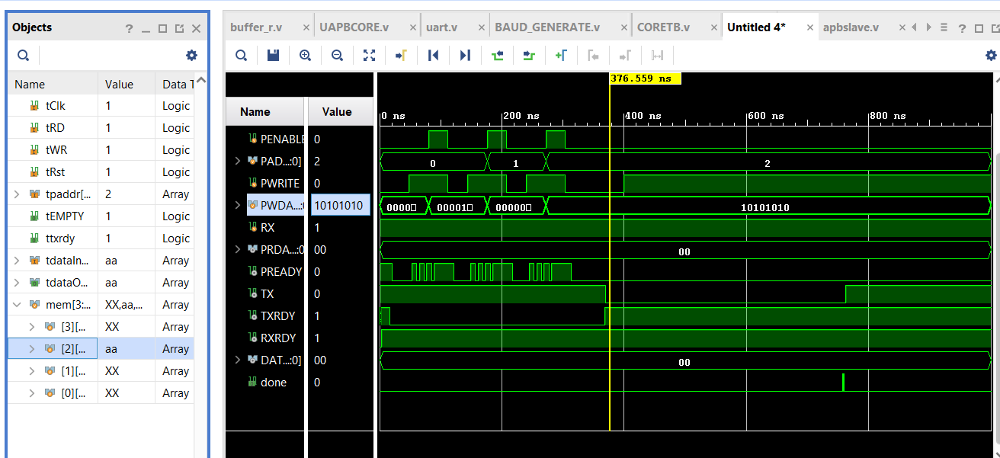 Objects ? _
buffer_r.v × UAPBCORE.v × uart.v × BAUD_GENERATE.v × CORETB.v × Untitled 4* × apbslave.v × ?
Name Value Data T
tClk 1 Logic
tRD 1 Logic
tWR 1 Logic
tRst 1 Logic
tpaddr[... 2 Array
tEMPTY 1 Logic
ttxrdy 1 Logic
tdataIn... aa Array
tdataO... aa Array
mem[3:... XX,aa,... Array
[3][... XX Array
[2][... aa Array
[1][... XX Array
[0][... XX Array
376.559 ns
Name Value
0 ns 200 ns 400 ns 600 ns 800 ns
PENABLE 0
PAD...:0] 2 0 1 2
PWRITE 0
PWDA...:0 10101010 0000 00001 00000 10101010
RX 1
PRDA...:0 00 00
PREADY 0
TX 0
TXRDY 1
RXRDY 1
DAT...:0] 00 00
done 0